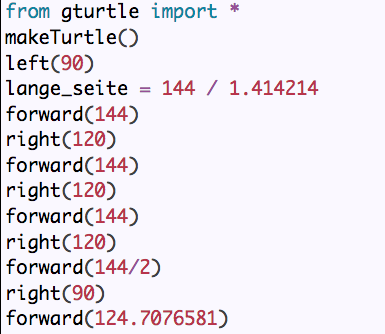 from gturtle import *
makeTurtle()
left(90)
lange_seite = 144 / 1.414214
forward(144)
right(120)
forward(144)
right(120)
forward(144)
right(120)
forward(144/2)
right(90)
forward(124.7076581)